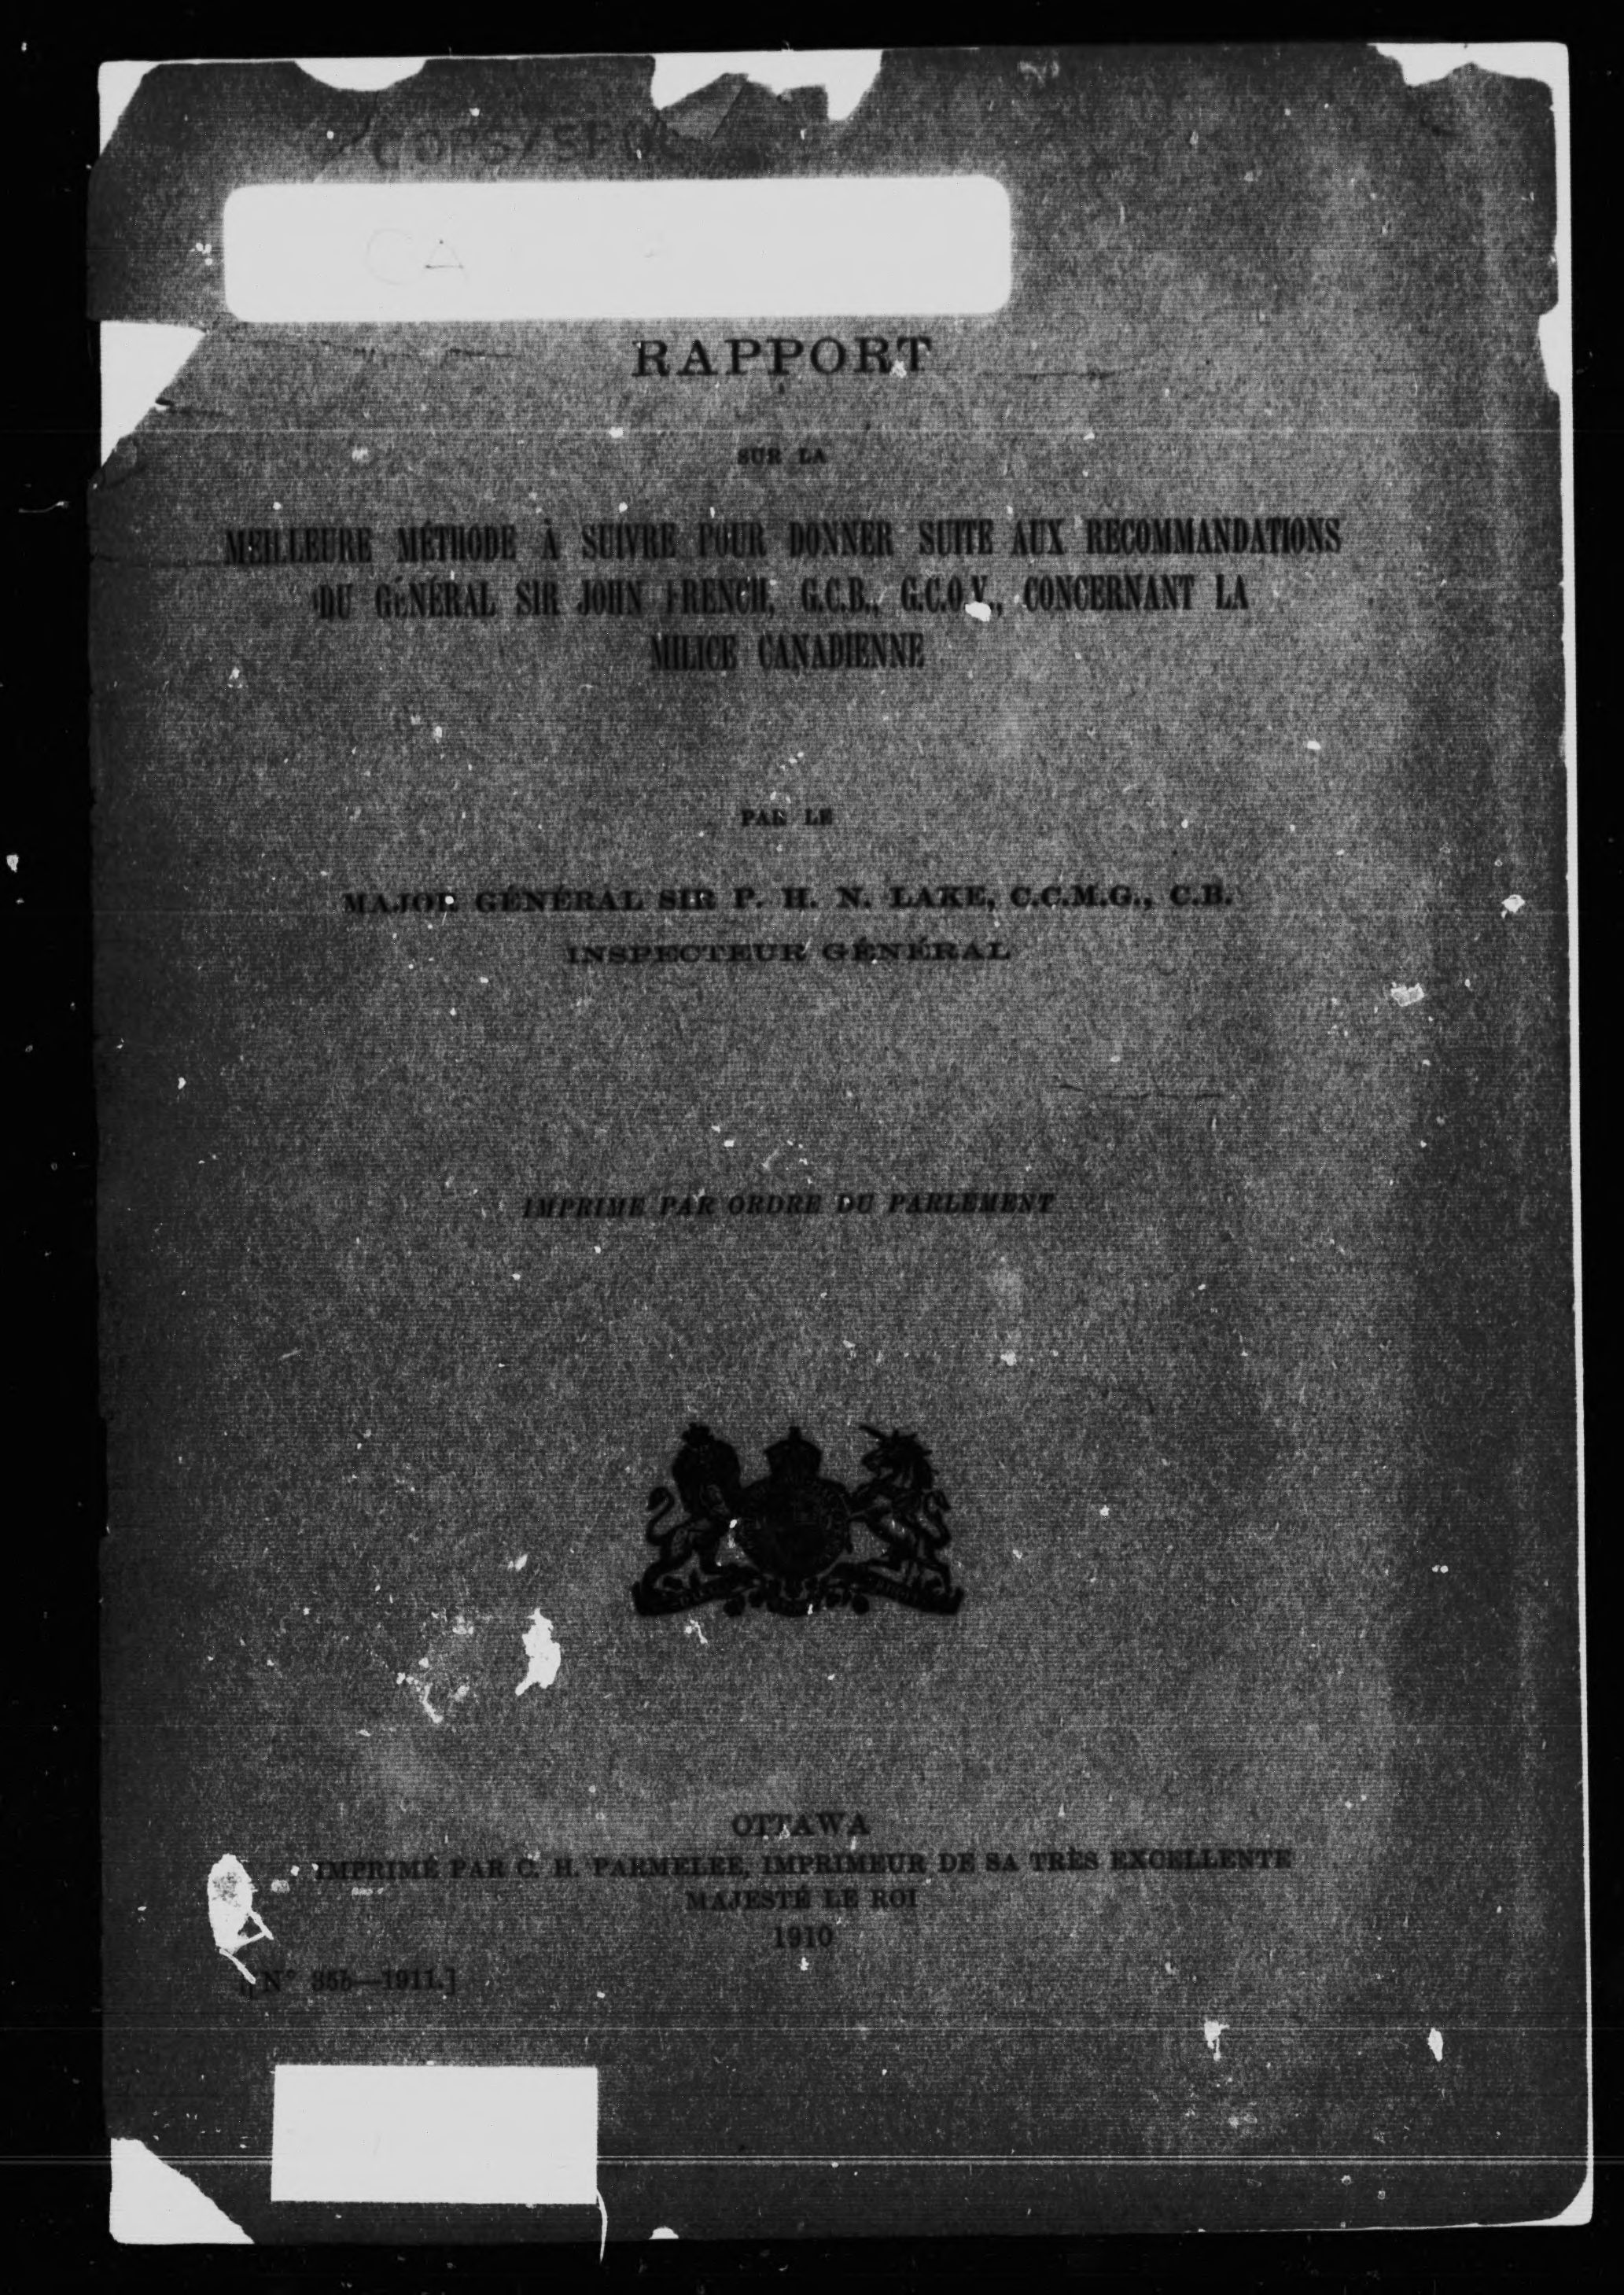 RAPPORT
SUR LA
MEILLEURE MÉTHODE À SUIVRE POUR DONNER SUITE AUX RECOMMANDATIONS
DU GÉNÉRAL SIR JOHN FRENCH, G.C.B., G.C.O.V., CONCERNANT LA
MILICE CANADIENNE
PAR LE
MAJOR GÉNÉRAL SIR P. H. N. LAKE, C.C.M.G., C.B.
INSPECTEUR GÉNÉRAL
IMPRIMÉ PAR ORDRE DU PARLEMENT
OTTAWA
IMPRIMÉ PAR C. H. PARMELEE, IMPRIMEUR DE SA TRÈS EXCELLENTE
MAJESTÉ LE ROI
1910
[N° 35b—1911.]